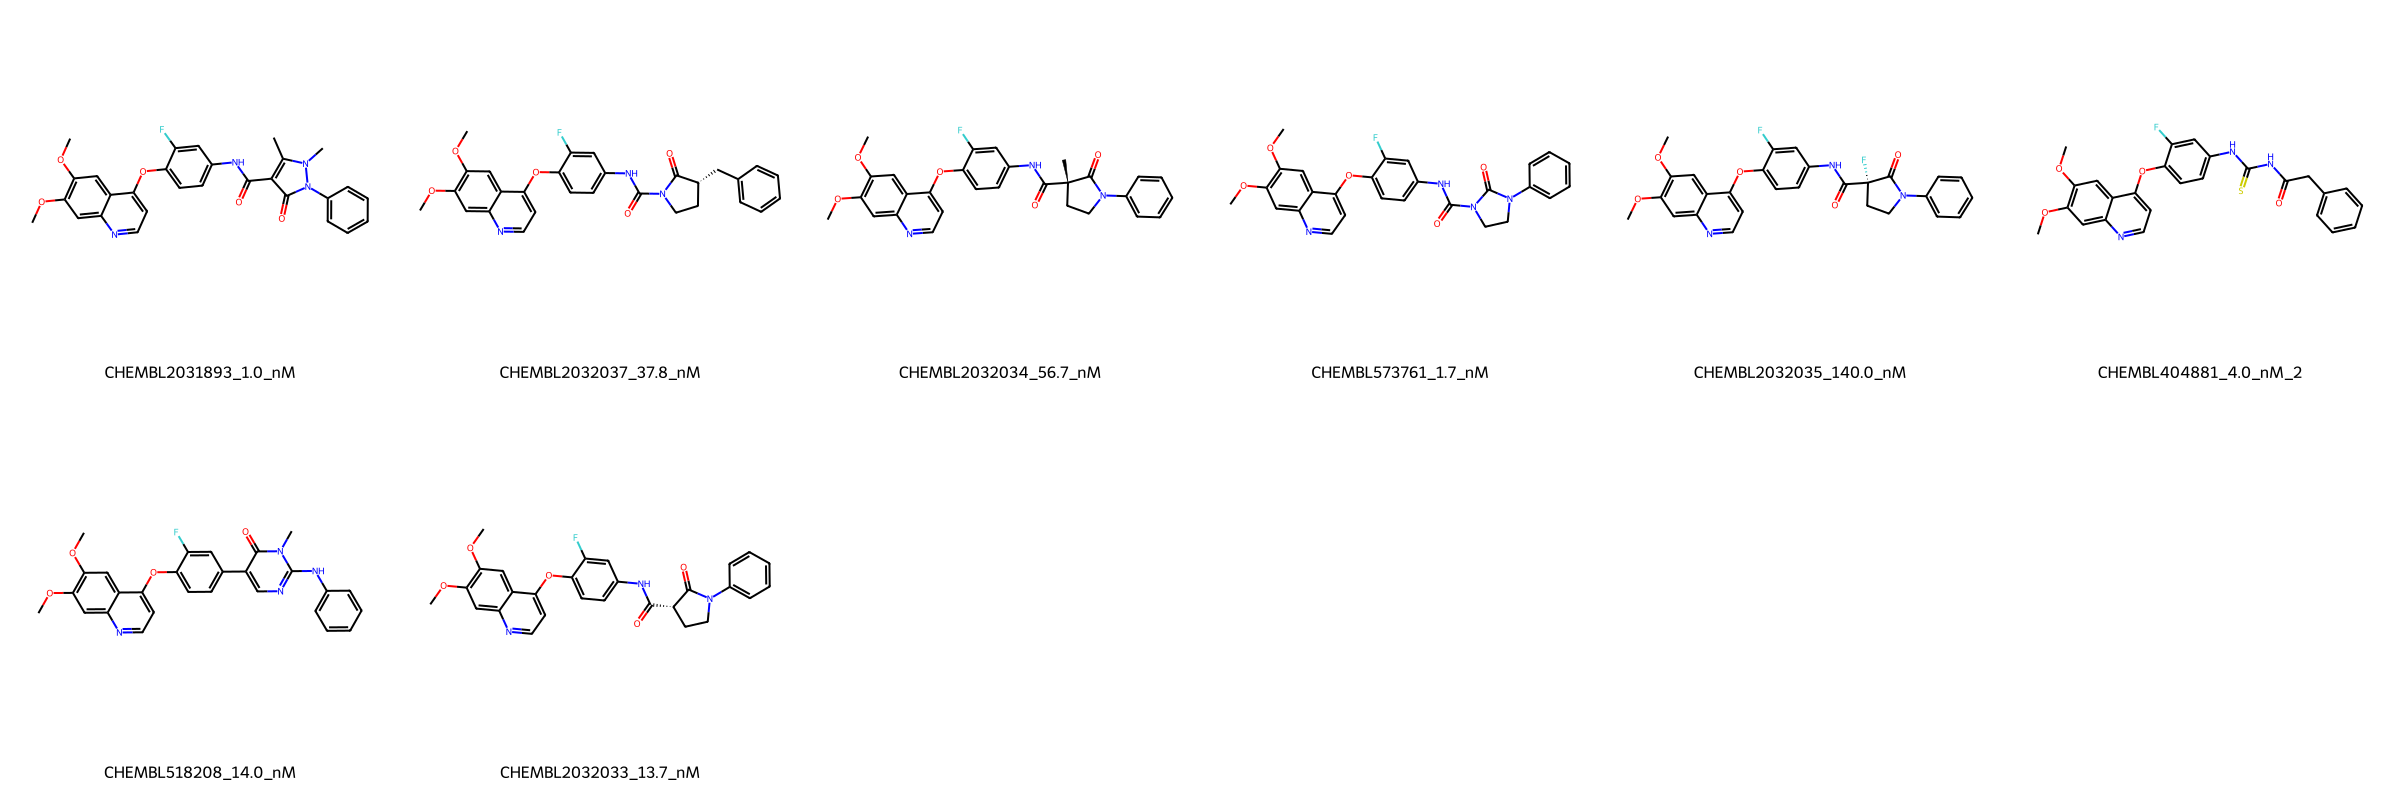 CHEMBL2031893_1.0_nM
CHEMBL2032037_37.8_nM
CHEMBL2032034_56.7_nM
CHEMBL573761_1.7_nM
CHEMBL2032035_140.0_nM
CHEMBL404881_4.0_nM_2
CHEMBL518208_14.0_nM
CHEMBL2032033_13.7_nM